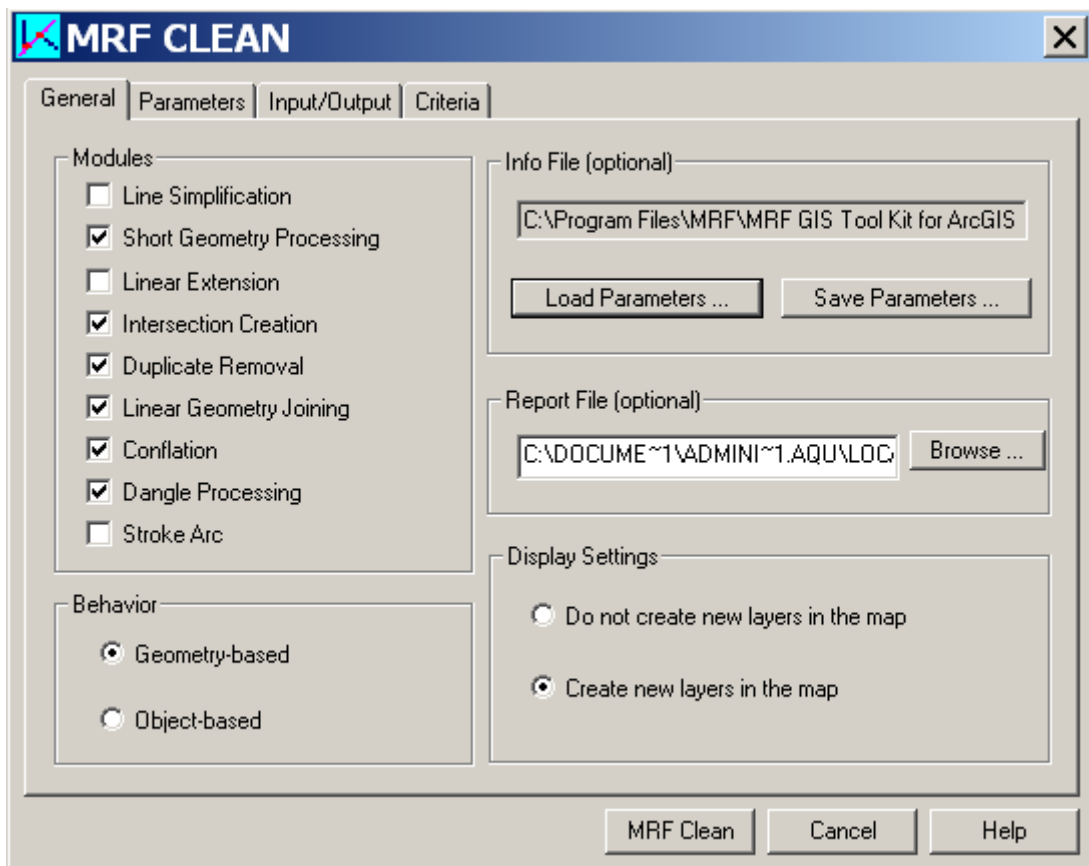 MRF CLEAN
General Parameters Input/Output Criteria
Modules
Line Simplification
Short Geometry Processing
Linear Extension
Intersection Creation
Duplicate Removal
Linear Geometry Joining
Conflation
Dangle Processing
Stroke Arc
Behavior
Geometry-based
Object-based
Info File (optional)
C:\Program Files\MRF\MRF GIS Tool Kit for ArcGIS
Load Parameters ... Save Parameters ...
Report File (optional)
C:\DOCUME~1\ADMINI~1.AQU\LOC Browse ...
Display Settings
Do not create new layers in the map
Create new layers in the map
MRF Clean Cancel Help